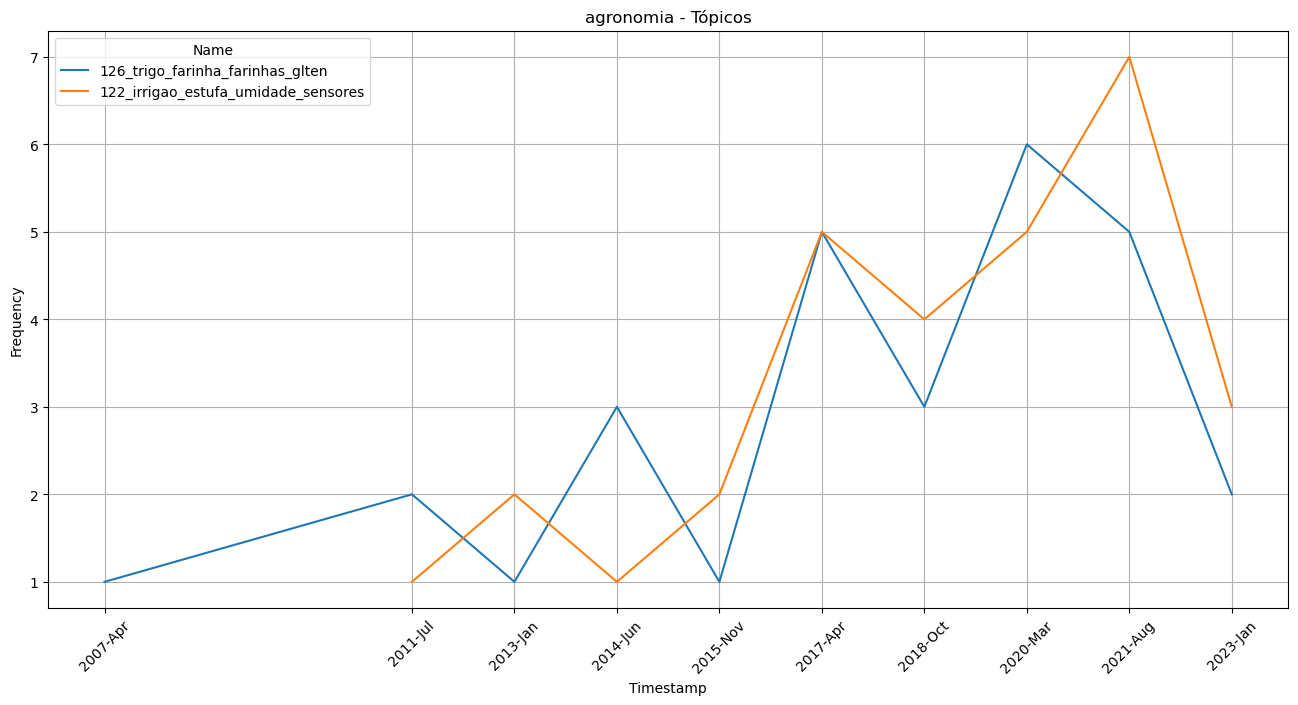 agronomia - Tópicos
Name
126_trigo_farinha_farinhas_glten
122_irrigao_estufa_umidade_sensores
Frequency
7
6
5
4
3
2
1
2007-Apr
2011-Jul
2013-Jan
2014-Jun
2015-Nov
2017-Apr
2018-Oct
2020-Mar
2021-Aug
2023-Jan
Timestamp